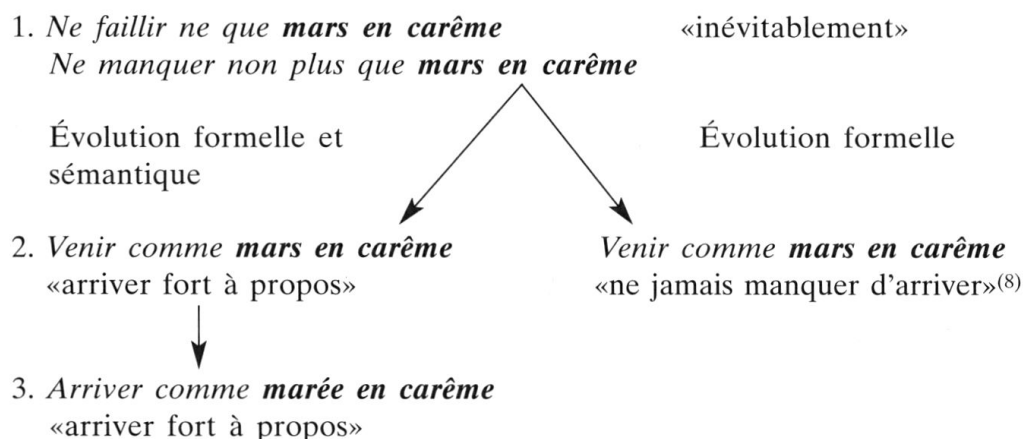 1. Ne faillir ne que mars en carême «inévitablement»
Ne manquer non plus que mars en carême
Évolution formelle et Évolution formelle
sémantique
2. Venir comme mars en carême Venir comme mars en carême
«arriver fort à propos» «ne jamais manquer d'arriver»(8)
3. Arriver comme marée en carême
«arriver fort à propos»